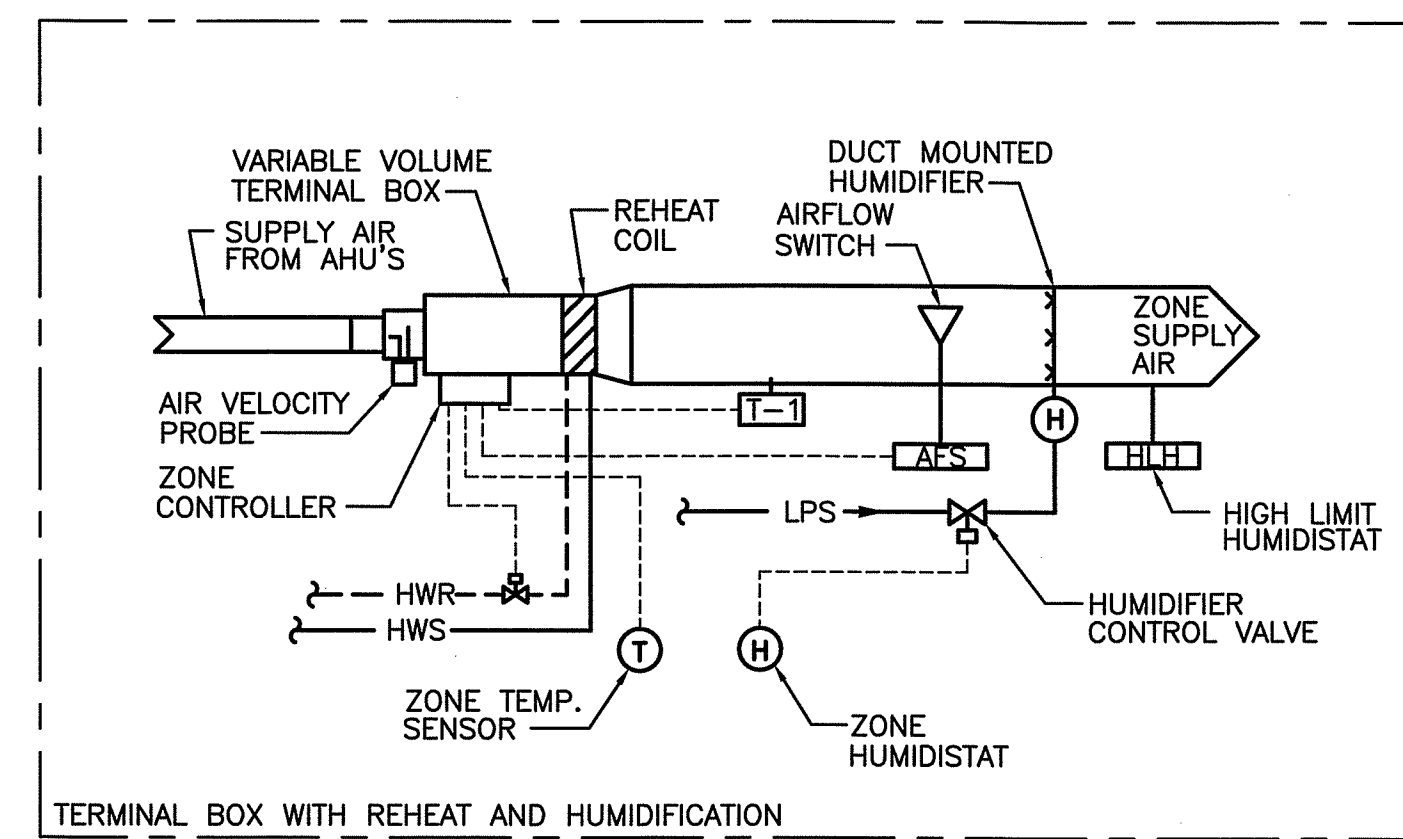 VARIABLE VOLUME
TERMINAL BOX
SUPPLY AIR
FROM AHU'S
REHEAT
COIL
DUCT MOUNTED
HUMIDIFIER
AIRFLOW
SWITCH
ZONE
SUPPLY
AIR
AIR VELOCITY
PROBE
T-1
H
AFS
HLH
ZONE
CONTROLLER
LPS
HIGH LIMIT
HUMIDISTAT
HWR
HWS
HUMIDIFIER
CONTROL VALVE
T
H
ZONE TEMP.
SENSOR
ZONE
HUMIDISTAT
TERMINAL BOX WITH REHEAT AND HUMIDIFICATION